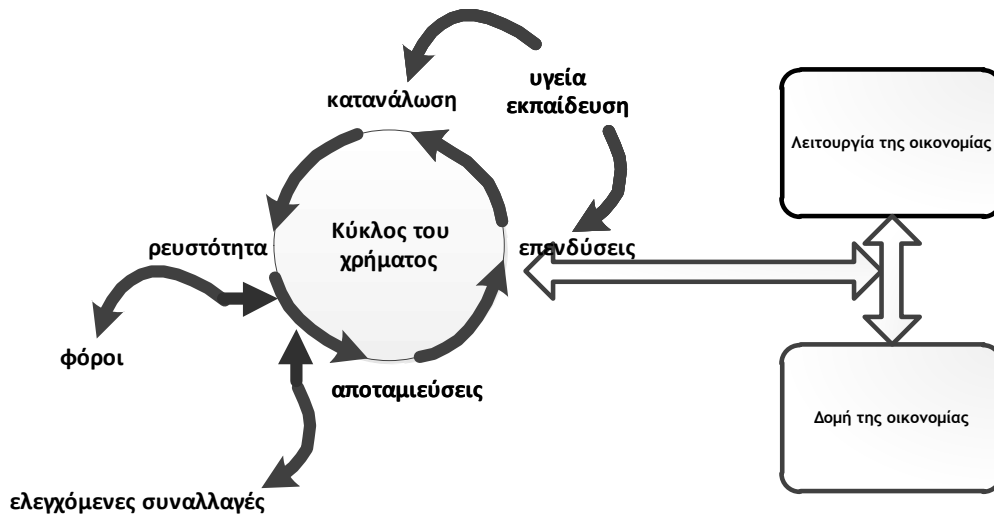 υγεία
εκπαίδευση
κατανάλωση
Λειτουργία της οικονομίας
Κύκλος του
χρήματος
ρευστότητα
επενδύσεις
φόροι
αποταμιεύσεις
Δομή της οικονομίας
ελεγχόμενες συναλλαγές